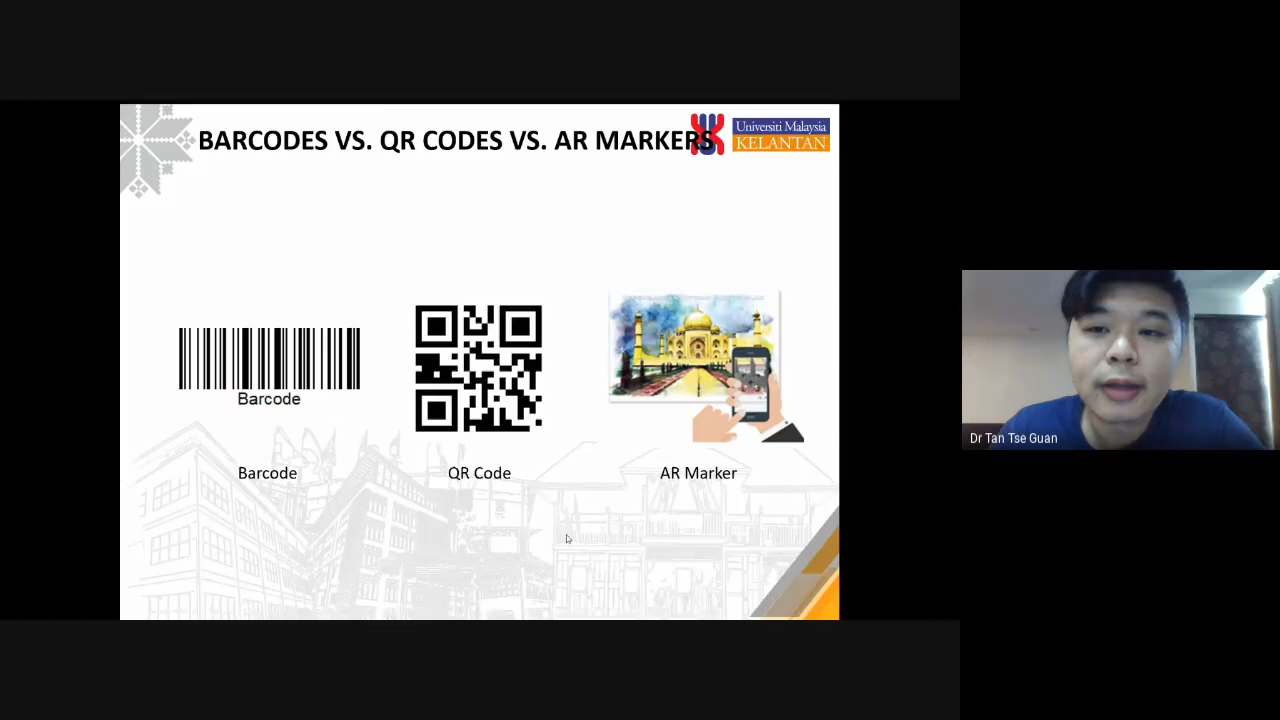 BARCODES VS. QR CODES VS. AR MARKERS
Universiti Malaysia
KELANTAN
Barcode
Barcode
QR Code
AR Marker
Dr Tan Tse Guan